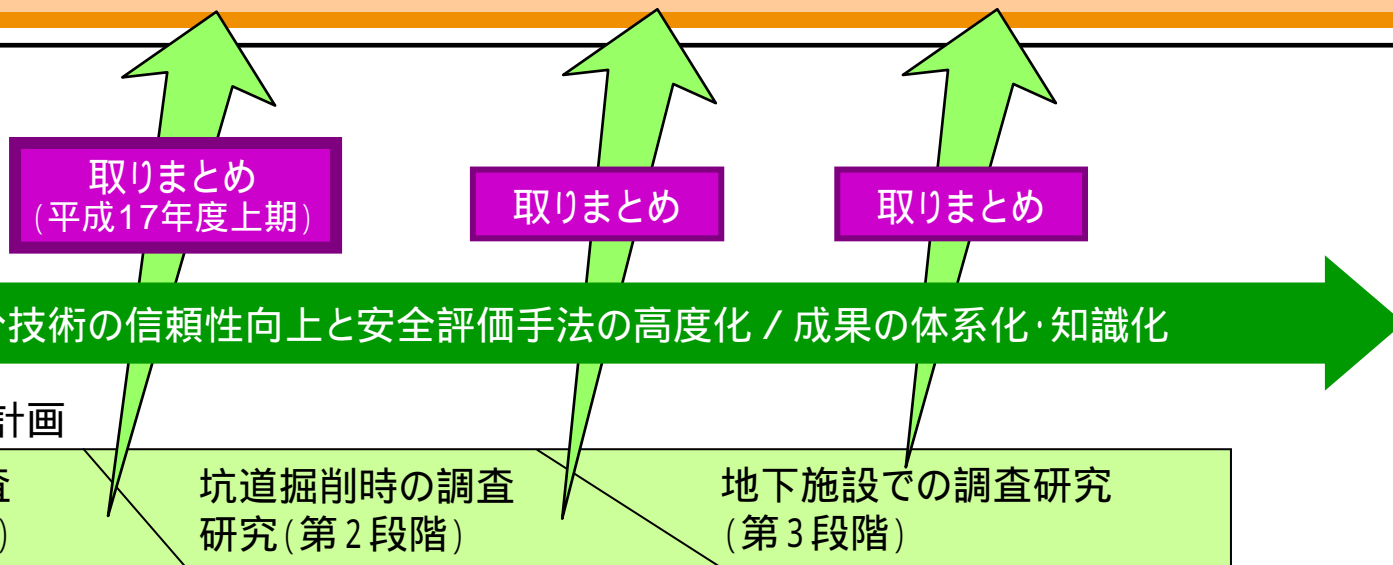 取りまとめ
(平成17年度上期)
取りまとめ
取りまとめ
技術の信頼性向上と安全評価手法の高度化 / 成果の体系化・知識化
計画
査
)
坑道掘削時の調査
研究(第2段階)
地下施設での調査研究
(第3段階)